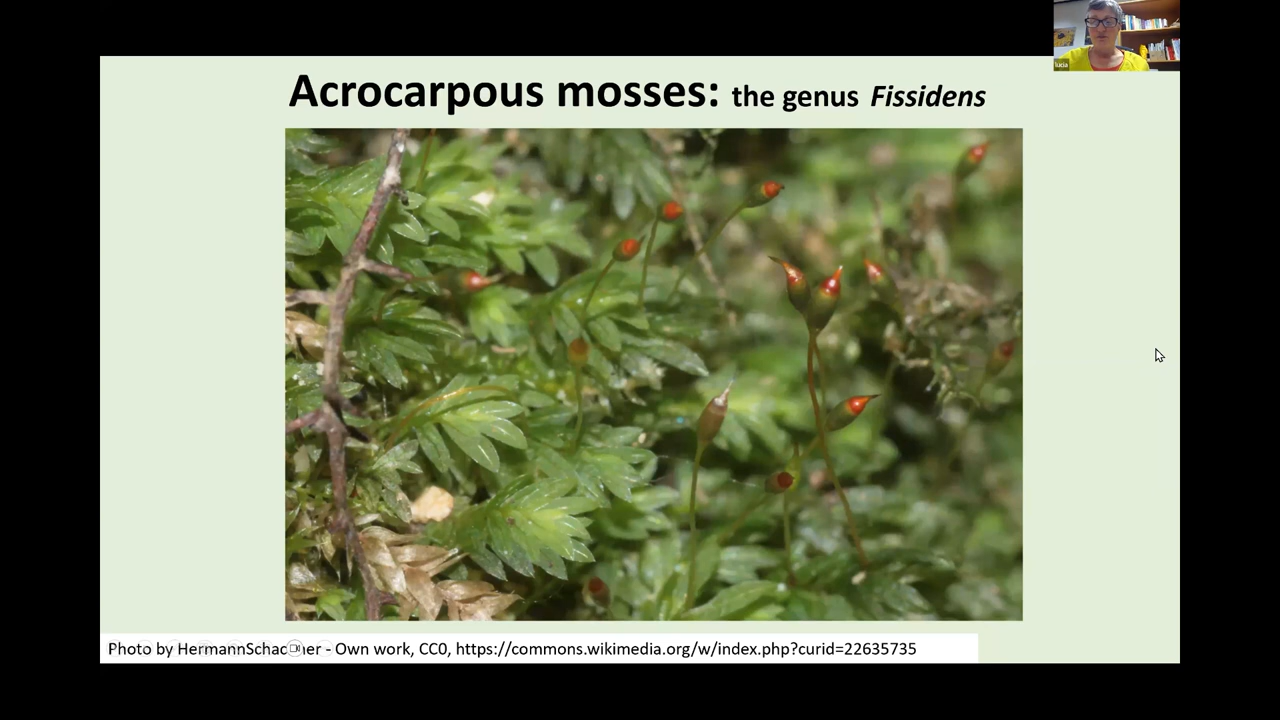 lucia
Acrocarpous mosses: the genus Fissidens
Photo by HermannSchachner - Own work, CC0, https://commons.wikimedia.org/w/index.php?curid=22635735